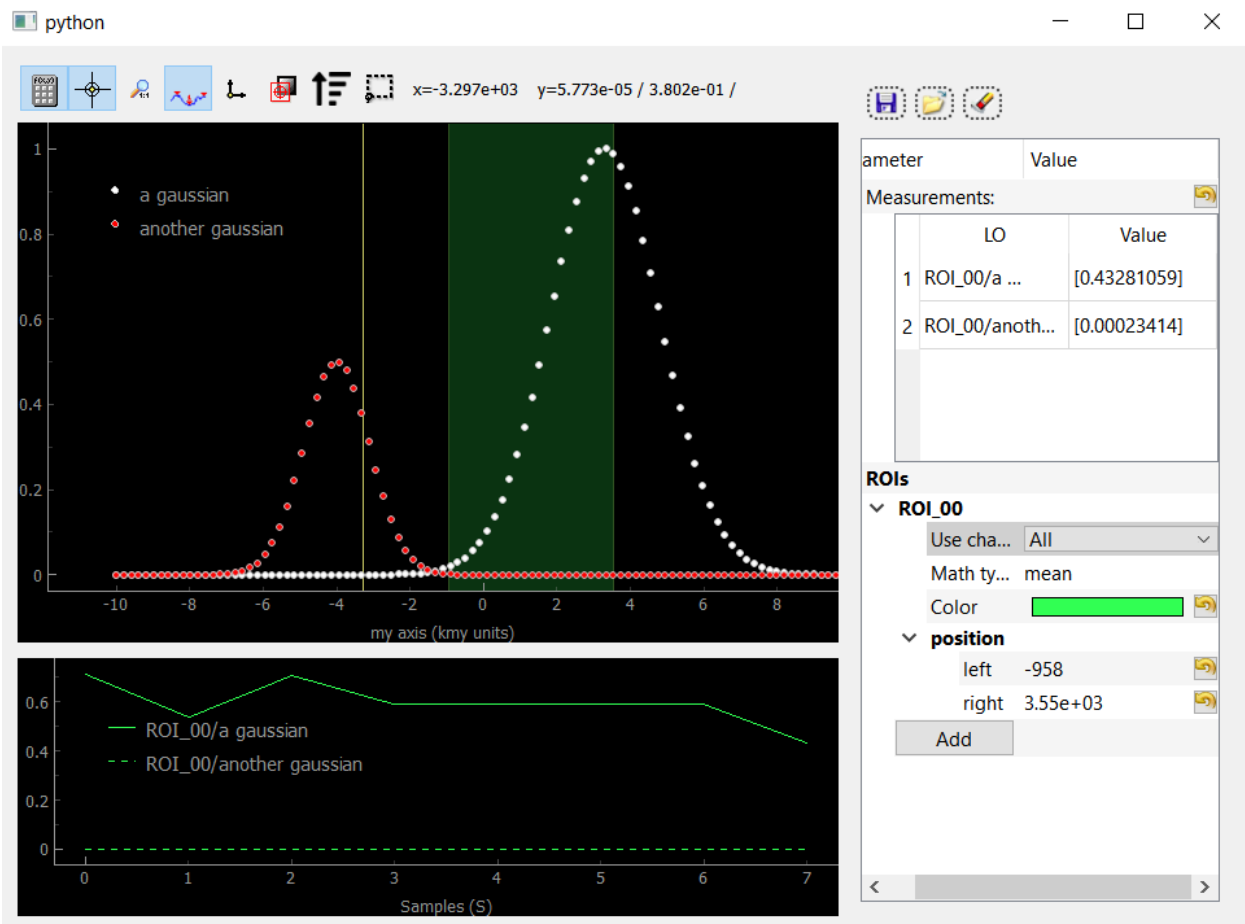 python
x=-3.297e+03 y=5.773e-05 / 3.802e-01 /
1
0.8
0.6
0.4
0.2
0
a gaussian
another gaussian
-10 -8 -6 -4 -2 0 2 4 6 8
my axis (kmy units)
0.6
0.4
0.2
0
ROI_00/a gaussian
ROI_00/another gaussian
0 1 2 3 4 5 6 7
Samples (S)
ameter Value
Measurements:
LO Value
1 ROI_00/a ... [0.43281059]
2 ROI_00/anoth... [0.00023414]
ROIs
ROI_00
Use cha... All
Math ty... mean
Color
position
left -958
right 3.55e+03
Add